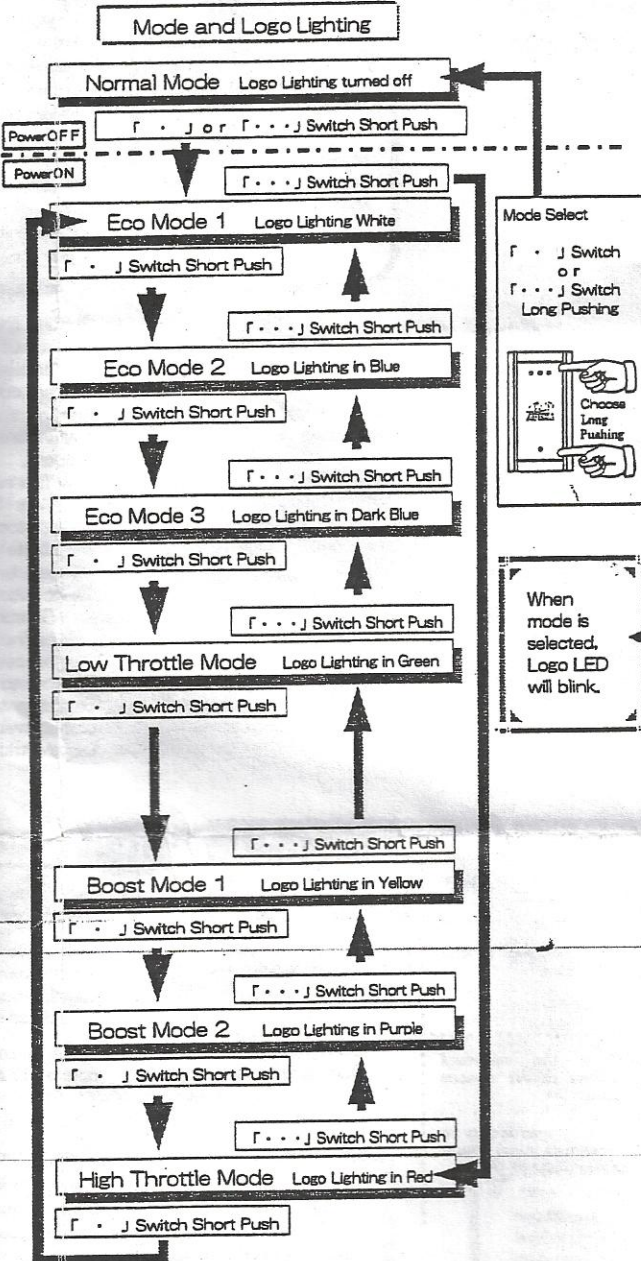 Mode and Logo Lighting
Normal Mode Logo Lighting turned off
「 · 」 or 「···」 Switch Short Push
PowerOFF
PowerON
「···」 Switch Short Push
Eco Mode 1 Logo Lighting White
「 · 」 Switch Short Push
「···」 Switch Short Push
Eco Mode 2 Logo Lighting in Blue
「 · 」 Switch Short Push
「···」 Switch Short Push
Eco Mode 3 Logo Lighting in Dark Blue
「 · 」 Switch Short Push
「···」 Switch Short Push
Low Throttle Mode Logo Lighting in Green
「 · 」 Switch Short Push
「···」 Switch Short Push
Boost Mode 1 Logo Lighting in Yellow
「 · 」 Switch Short Push
「···」 Switch Short Push
Boost Mode 2 Logo Lighting in Purple
「 · 」 Switch Short Push
「···」 Switch Short Push
High Throttle Mode Logo Lighting in Red
「 · 」 Switch Short Push
Mode Select
「 · 」 Switch
or
「···」 Switch
Long Pushing
Choose
Long
Pushing
When
mode is
selected,
Logo LED
will blink.